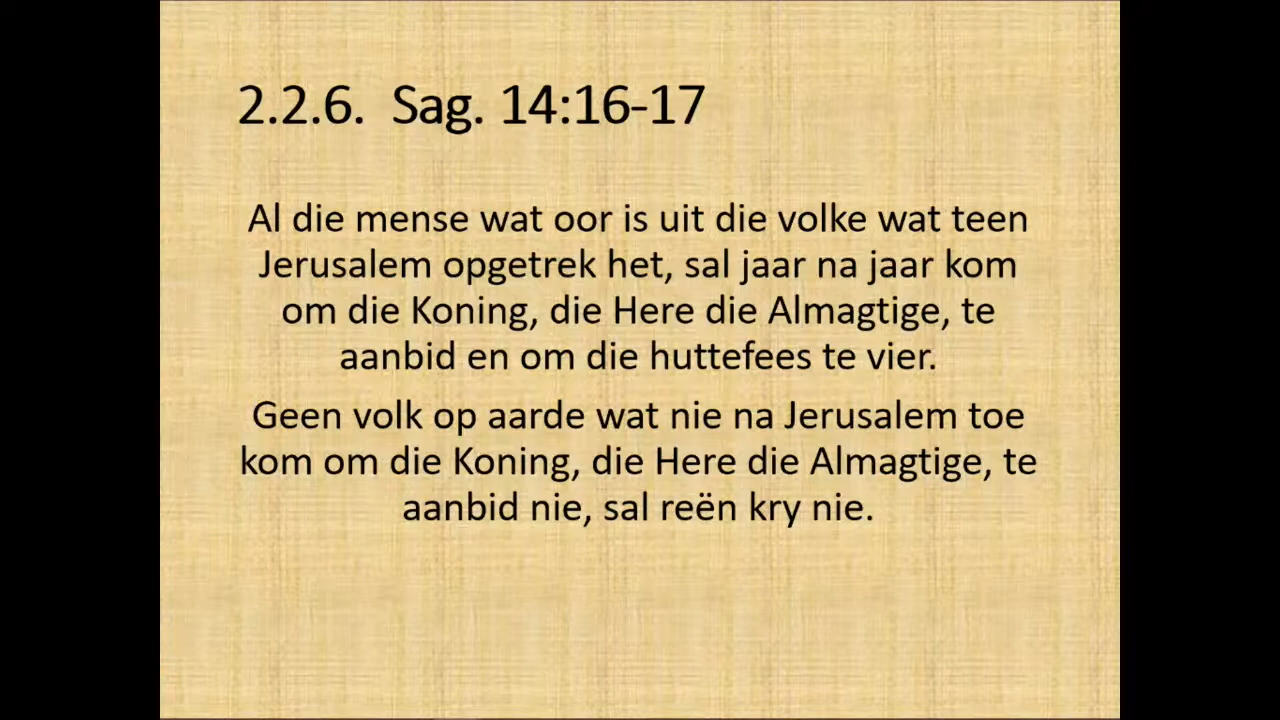 2.2.6.  Sag. 14:16-17
Al die mense wat oor is uit die volke wat teen
Jerusalem opgetrek het, sal jaar na jaar kom
om die Koning, die Here die Almagtige, te
aanbid en om die huttefees te vier.
Geen volk op aarde wat nie na Jerusalem toe
kom om die Koning, die Here die Almagtige, te
aanbid nie, sal reën kry nie.